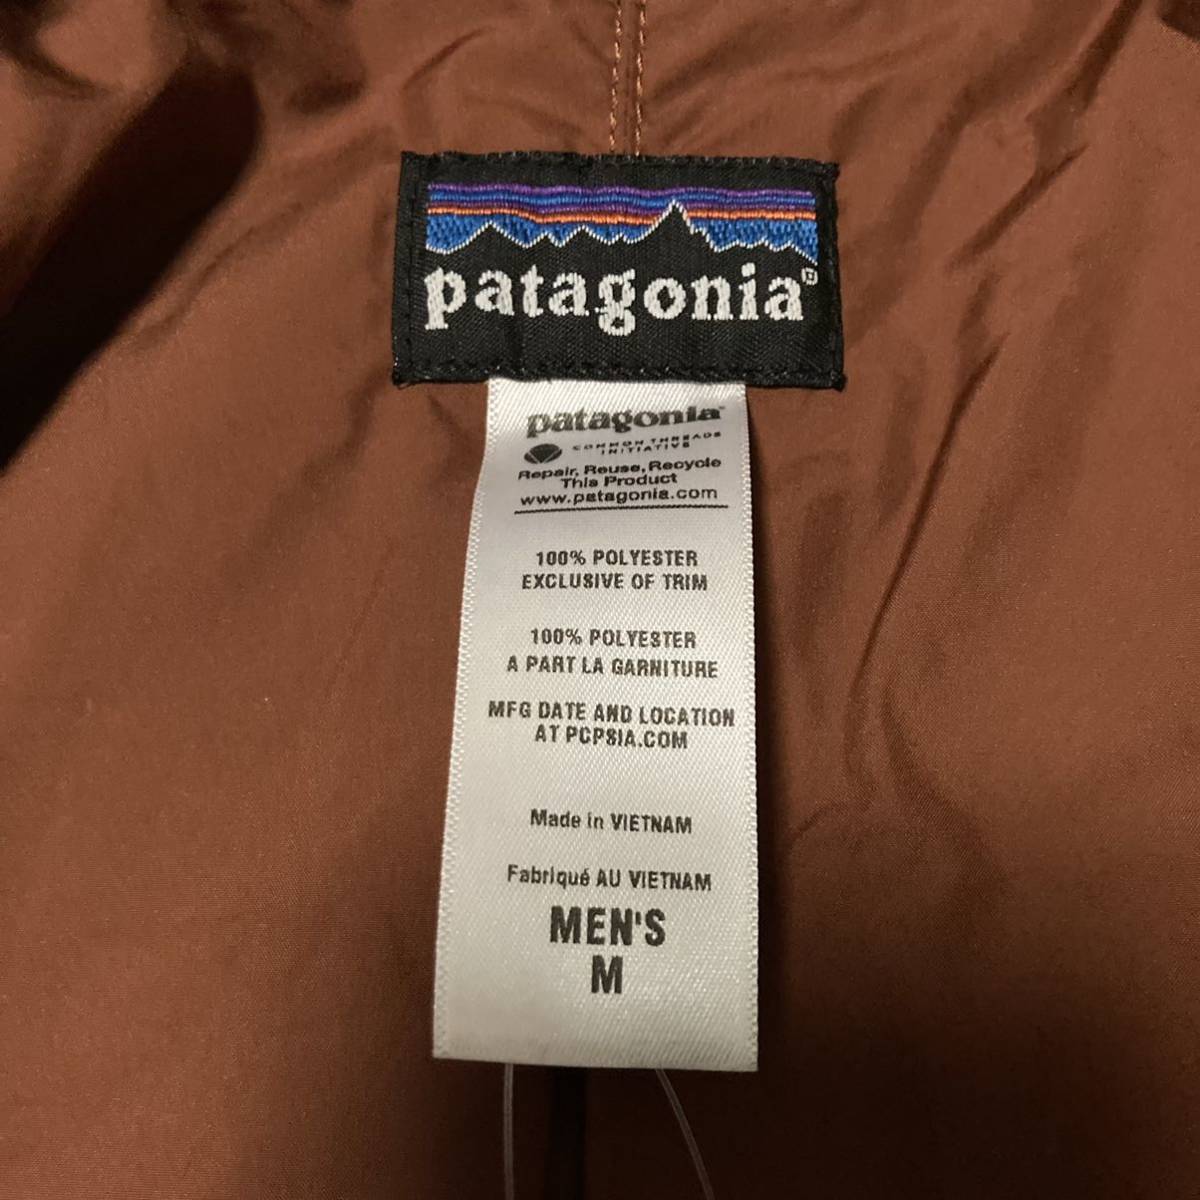 patagonia®
patagonia™
COMMON THREADS
INITIATIVE
Repair, Reuse, Recycle
This Product
www.patagonia.com
100% POLYESTER
EXCLUSIVE OF TRIM
100% POLYESTER
A PART LA GARNITURE
MFG DATE AND LOCATION
AT PCPSIA.COM
Made in VIETNAM
Fabriqué AU VIETNAM
MEN'S
M